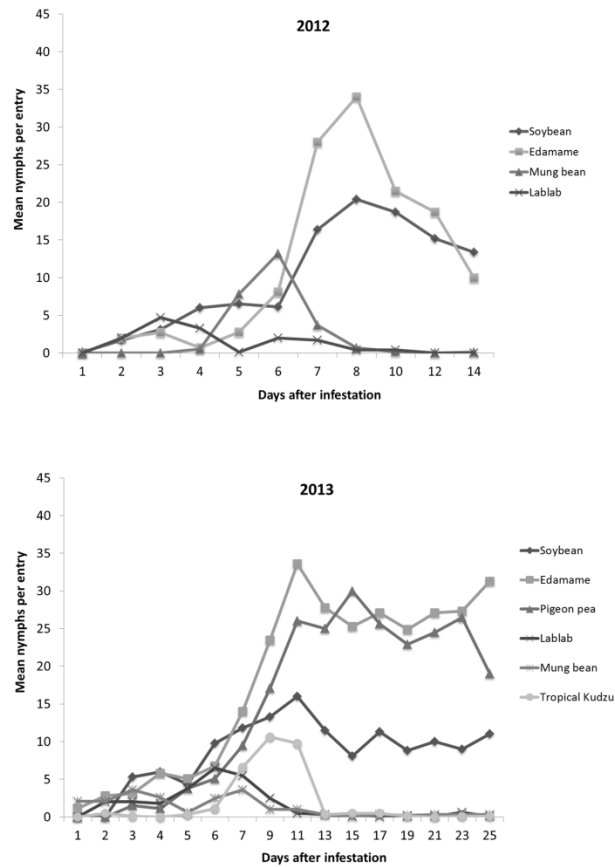 2012
45
40
35
30
25
20
15
10
5
0
Mean nymphs per entry
1 2 3 4 5 6 7 8 10 12 14
Days after infestation
Soybean
Edamame
Mung bean
Lablab
2013
45
40
35
30
25
20
15
10
5
0
Mean nymphs per entry
1 2 3 4 5 6 7 9 11 13 15 17 19 21 23 25
Days after infestation
Soybean
Edamame
Pigeon pea
Lablab
Mung bean
Tropical Kudzu